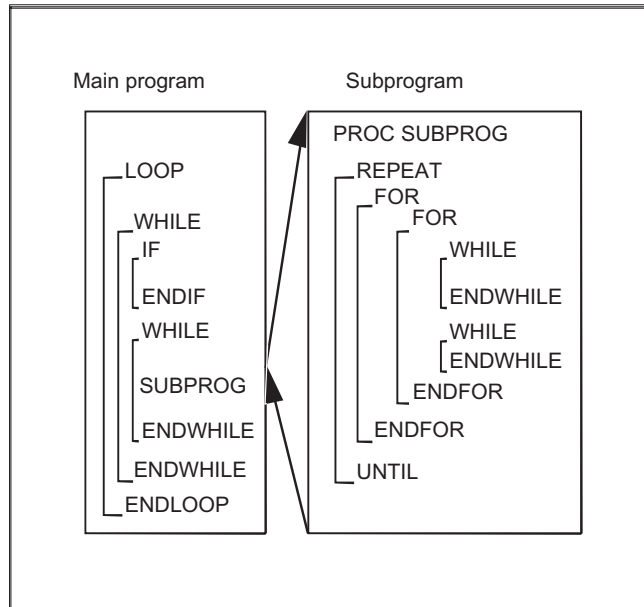 Main program
LOOP
WHILE
IF
ENDIF
WHILE
SUBPROG
ENDWHILE
ENDWHILE
ENDLOOP
Subprogram
PROC SUBPROG
REPEAT
FOR
FOR
WHILE
ENDWHILE
WHILE
ENDWHILE
ENDFOR
ENDFOR
UNTIL